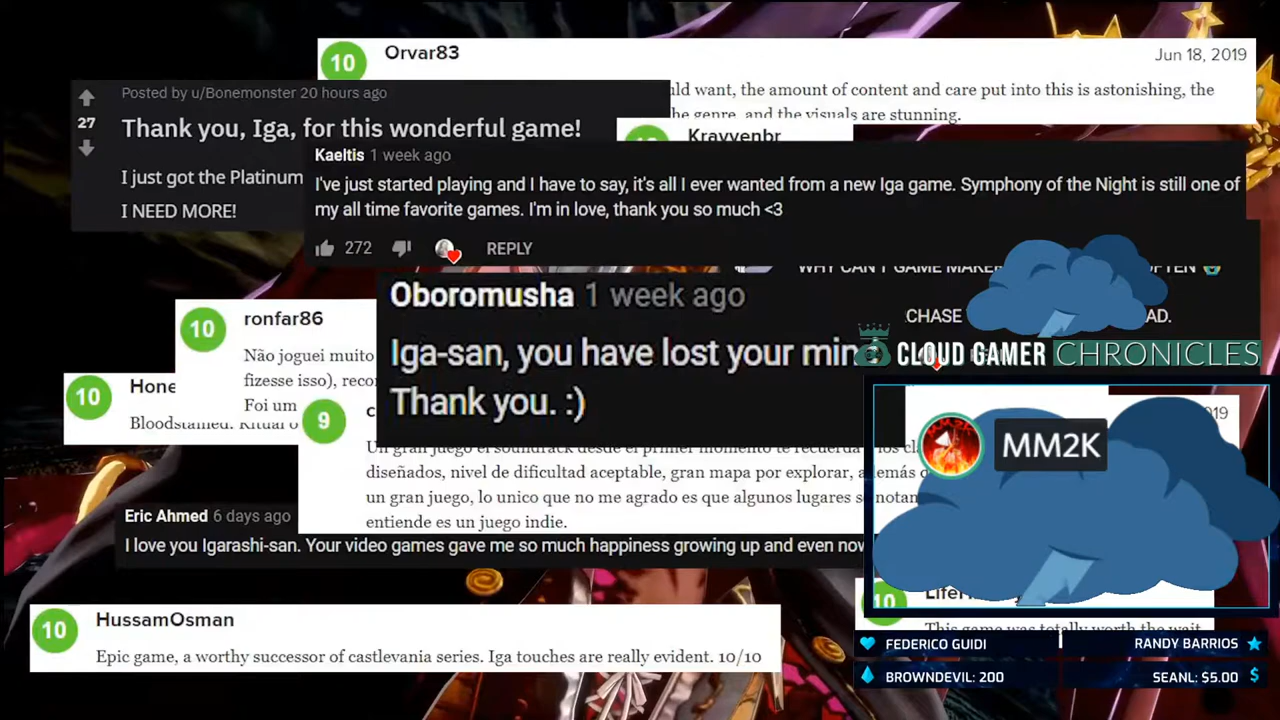 10
Orvar83
Jun 18, 2019
Posted by u/Bonemonster 20 hours ago
want, the amount of content and care put into this is astonishing, the
genre, and the visuals are stunning.
27
Thank you, Iga, for this wonderful game!
I just got the Platinum
I NEED MORE!
Kravvenbr
Kaeltis 1 week ago
I've just started playing and I have to say, it's all I ever wanted from a new Iga game. Symphony of the Night is still one of
my all time favorite games. I'm in love, thank you so much <3
272
REPLY
WHY CAN'T GAME
Oboromusha 1 week ago
Iga-san, you have lost your
Thank you. :)
CHASE
10
ronfar86
Não joguei muito
fizesse isso),
Foi um
10
Bloodstained: Ritual o
9
Un gran juego el soundrack desde el primer momento te recuerda
diseñados, nivel de dificultad aceptable, gran mapa por explorar, además
un gran juego, lo unico que no me agrado es que algunos lugares se notan
entiende es un juego indie.
Eric Ahmed 6 days ago
I love you Igarashi-san. Your video games gave me so much happiness growing up and even now
10
HussamOsman
Epic game, a worthy successor of castlevania series. Iga touches are really evident. 10/10
CLOUD GAMER CHRONICLES
MM2K
10
This game was totally worth the wait
FEDERICO GUIDI
RANDY BARRIOS
BROWNDEVIL: 200
SEANL: $5.00